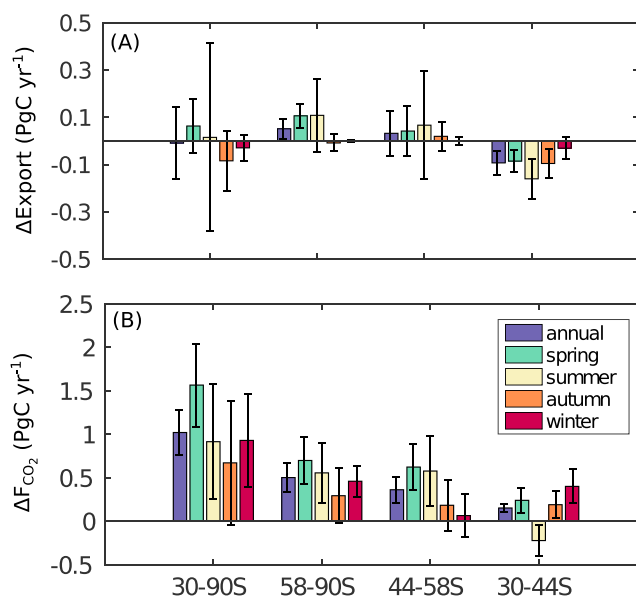 (A)
0.5
0.3
0.1
-0.1
-0.3
-0.5
ΔExport (PgC yr⁻¹)
(B)
2.5
2
1.5
1
0.5
0
-0.5
ΔF_CO₂ (PgC yr⁻¹)
annual
spring
summer
autumn
winter
30-90S 58-90S 44-58S 30-44S